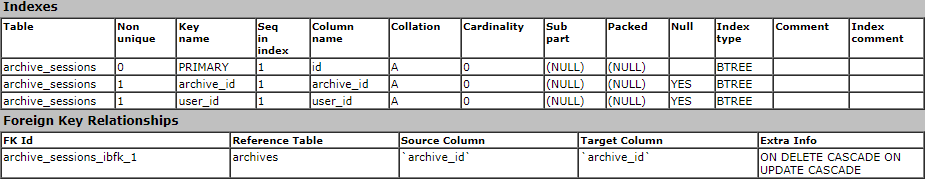 Indexes
Table Non unique Key name Seq in index Column name Collation Cardinality Sub part Packed Null Index type Comment Index comment
archive_sessions 0 PRIMARY 1 id A 0 (NULL) (NULL) BTREE
archive_sessions 1 archive_id 1 archive_id A 0 (NULL) (NULL) YES BTREE
archive_sessions 1 user_id 1 user_id A 0 (NULL) (NULL) YES BTREE
Foreign Key Relationships
FK Id Reference Table Source Column Target Column Extra Info
archive_sessions_ibfk_1 archives `archive_id` `archive_id` ON DELETE CASCADE ON
UPDATE CASCADE